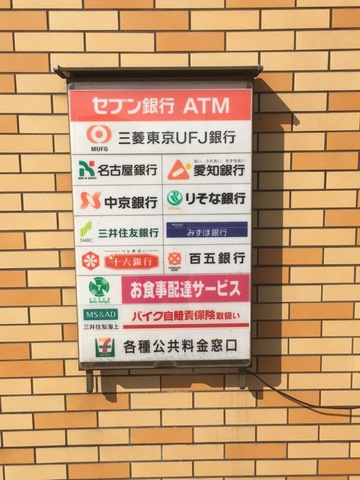 セブン銀行 ATM
MUFG
三菱東京UFJ銀行
名古屋銀行
愛知銀行
中京銀行
りそな銀行
SMBC
三井住友銀行
みずほ銀行
十六銀行
百五銀行
お食事配達サービス
MS&AD
三井住友海上
バイク自賠責保険取扱い
各種公共料金窓口